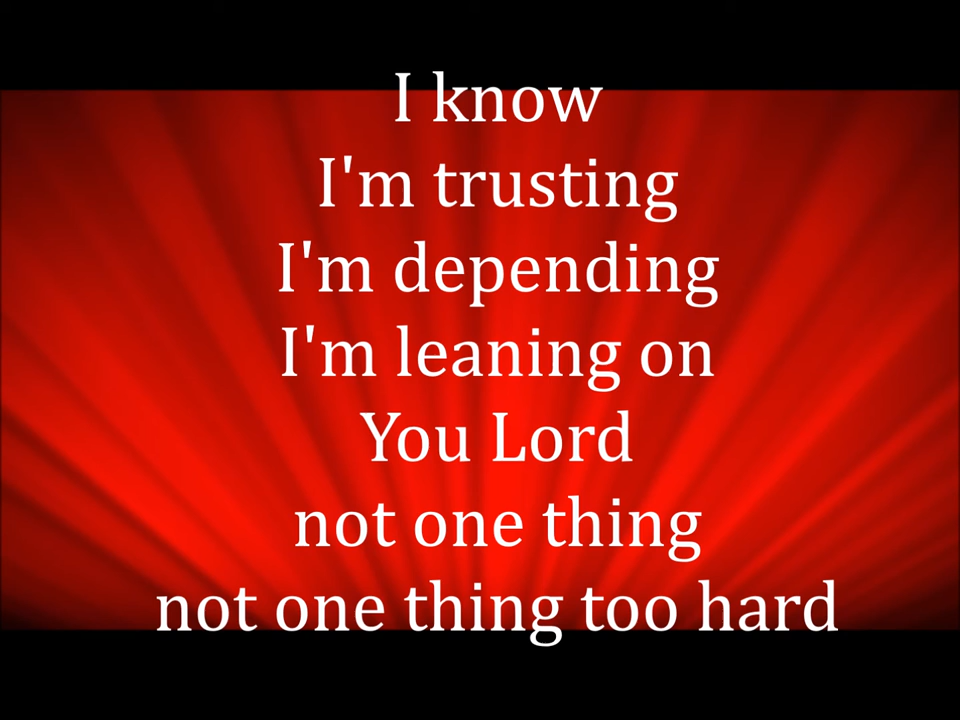 I know
I'm trusting
I'm depending
I'm leaning on
You Lord
not one thing
not one thing too hard